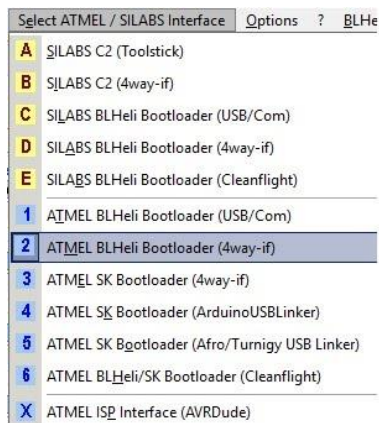 Select ATMEL / SILABS Interface Options ? BLHe
A SILABS C2 (Toolstick)
B SILABS C2 (4way-if)
C SILABS BLHeli Bootloader (USB/Com)
D SILABS BLHeli Bootloader (4way-if)
E SILABS BLHeli Bootloader (Cleanflight)
1 ATMEL BLHeli Bootloader (USB/Com)
2 ATMEL BLHeli Bootloader (4way-if)
3 ATMEL SK Bootloader (4way-if)
4 ATMEL SK Bootloader (ArduinoUSBLinker)
5 ATMEL SK Bootloader (Afro/Turnigy USB Linker)
6 ATMEL BLHeli/SK Bootloader (Cleanflight)
X ATMEL ISP Interface (AVRDude)